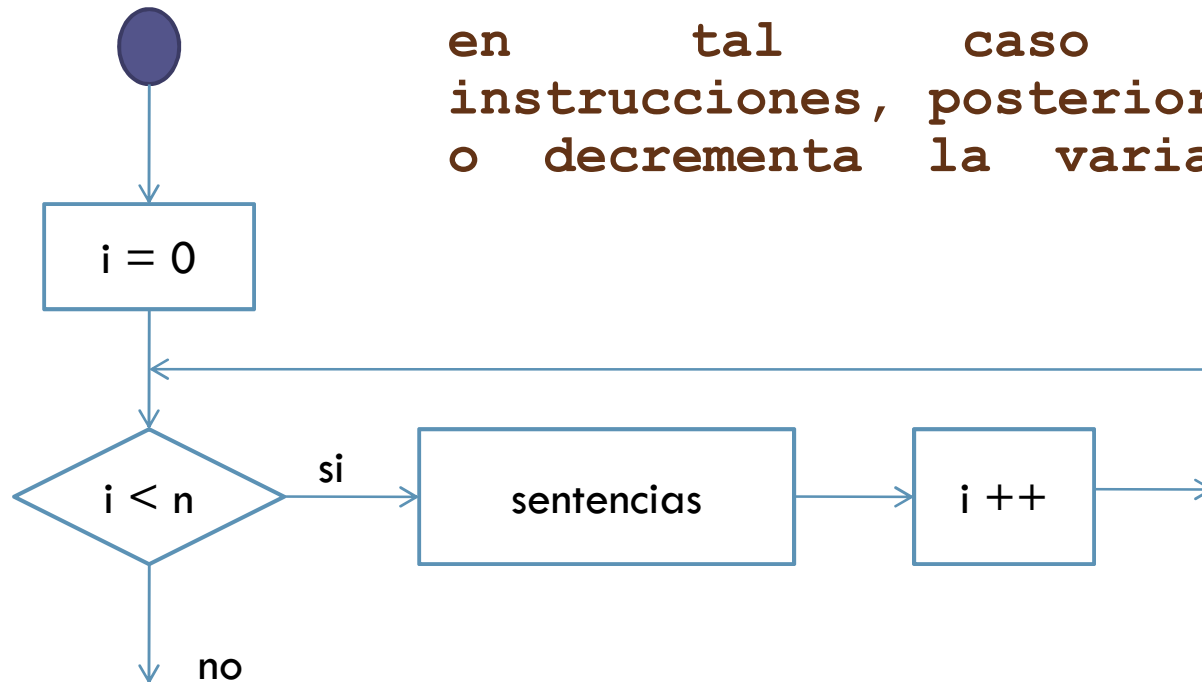 en tal caso
instrucciones, posterior
o decrementa la varia
i = 0
si
i < n
sentencias
i ++
no